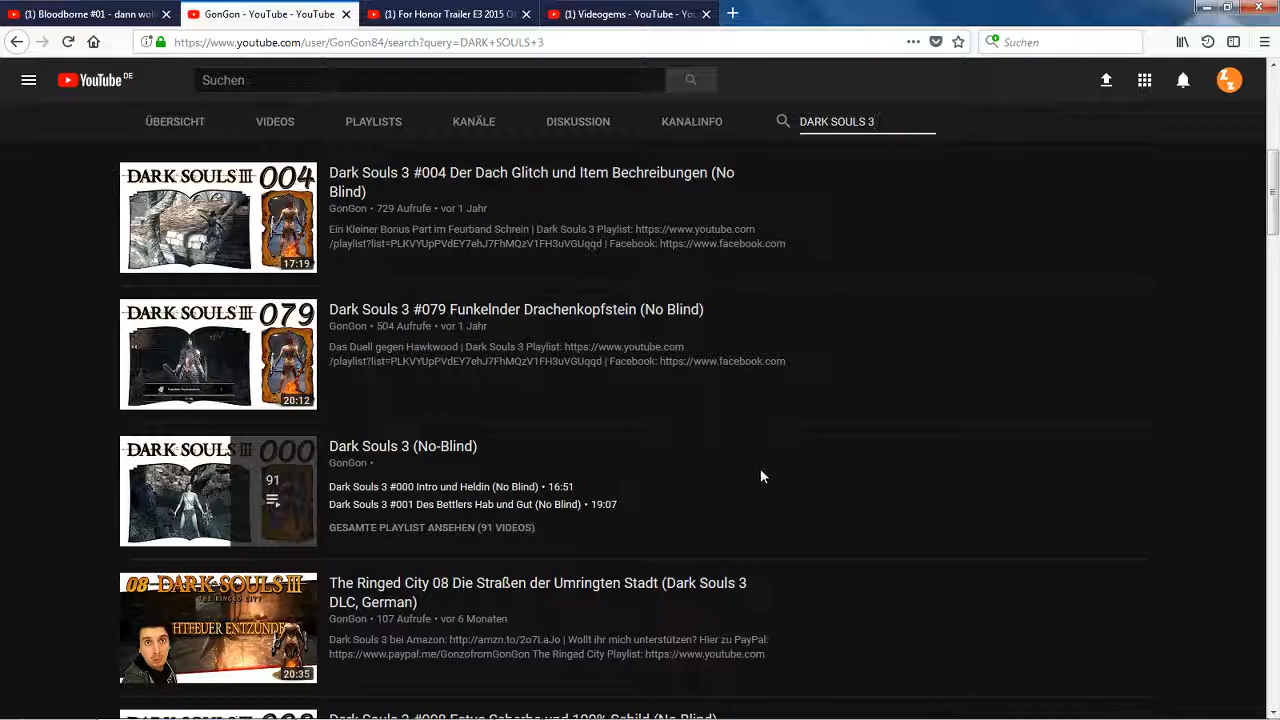 (1) Bloodborne #01 - dann wol
GonGon - YouTube - YouTube
(1) For Honor Trailer E3 2015 Of
(1) Videogems - YouTube - You
https://www.youtube.com/user/GonGon84/search?query=DARK+SOULS+3
Suchen
YouTube DE
Suchen
ÜBERSICHT
VIDEOS
PLAYLISTS
KANÄLE
DISKUSSION
KANALINFO
DARK SOULS 3
DARK SOULS III 004
17:19
Dark Souls 3 #004 Der Dach Glitch und Item Bechreibungen (No
Blind)
GonGon • 729 Aufrufe • vor 1 Jahr
Ein Kleiner Bonus Part im Feurband Schrein | Dark Souls 3 Playlist: https://www.youtube.com
/playlist?list=PLKVYUpPVdEY7ehJ7FhMQzV1FH3uVGUqqd | Facebook: https://www.facebook.com
DARK SOULS III 079
20:12
Dark Souls 3 #079 Funkelnder Drachenkopfstein (No Blind)
GonGon • 504 Aufrufe • vor 1 Jahr
Das Duell gegen Hawkwood | Dark Souls 3 Playlist: https://www.youtube.com
/playlist?list=PLKVYUpPVdEY7ehJ7FhMQzV1FH3uVGUqqd | Facebook: https://www.facebook.com
DARK SOULS III 000
91
Dark Souls 3 (No-Blind)
GonGon •
Dark Souls 3 #000 Intro und Heldin (No Blind) • 16:51
Dark Souls 3 #001 Des Bettlers Hab und Gut (No Blind) • 19:07
GESAMTE PLAYLIST ANSEHEN (91 VIDEOS)
08 DARK SOULS III
THE RINGED CITY
HTFEUER ENTZÜNDE
20:35
The Ringed City 08 Die Straßen der Umringten Stadt (Dark Souls 3
DLC, German)
GonGon • 107 Aufrufe • vor 6 Monaten
Dark Souls 3 bei Amazon: http://amzn.to/2o7LaJo | Wollt ihr mich unterstützen? Hier zu PayPal:
https://www.paypal.me/GonzofromGonGon The Ringed City Playlist: https://www.youtube.com